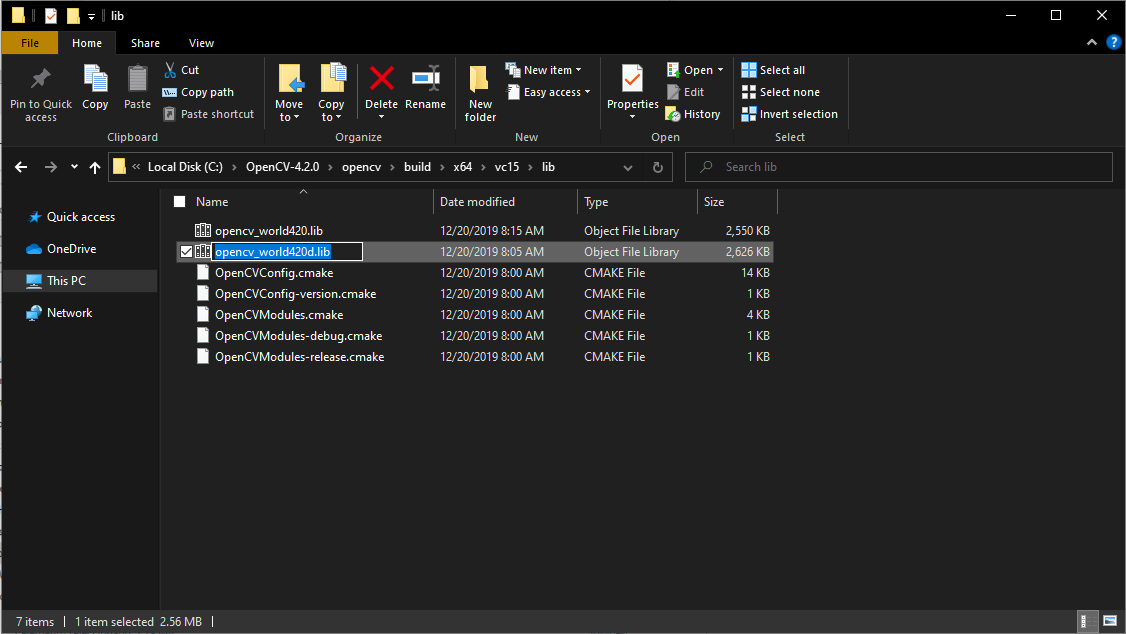 lib
File Home Share View
Pin to Quick access
Copy
Paste
Cut
Copy path
Paste shortcut
Clipboard
Move to
Copy to
Delete
Rename
Organize
New folder
New item
Easy access
New
Properties
Open
Edit
History
Open
Select all
Select none
Invert selection
Select
« Local Disk (C:) › OpenCV-4.2.0 › opencv › build › x64 › vc15 › lib
Search lib
Quick access
OneDrive
This PC
Network
Name Date modified Type Size
opencv_world420.lib 12/20/2019 8:15 AM Object File Library 2,550 KB
opencv_world420d.lib 12/20/2019 8:05 AM Object File Library 2,626 KB
OpenCVConfig.cmake 12/20/2019 8:00 AM CMAKE File 14 KB
OpenCVConfig-version.cmake 12/20/2019 8:00 AM CMAKE File 1 KB
OpenCVModules.cmake 12/20/2019 8:00 AM CMAKE File 4 KB
OpenCVModules-debug.cmake 12/20/2019 8:00 AM CMAKE File 1 KB
OpenCVModules-release.cmake 12/20/2019 8:00 AM CMAKE File 1 KB
7 items 1 item selected 2.56 MB